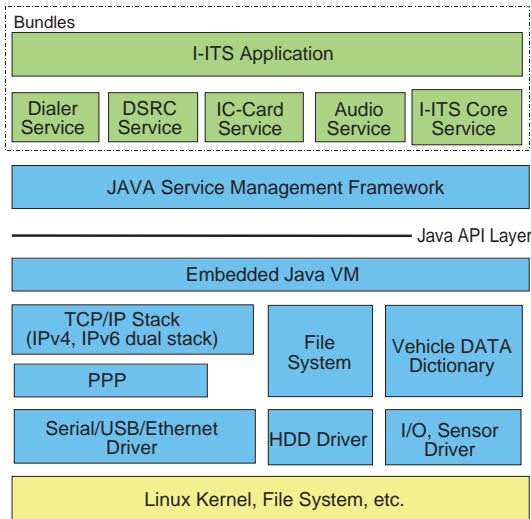 Bundles
I-ITS Application
Dialer
Service
DSRC
Service
IC-Card
Service
Audio
Service
I-ITS Core
Service
JAVA Service Management Framework
Java API Layer
Embedded Java VM
TCP/IP Stack
(IPv4, IPv6 dual stack)
File
System
Vehicle DATA
Dictionary
PPP
Serial/USB/Ethernet
Driver
HDD Driver
I/O, Sensor
Driver
Linux Kernel, File System, etc.